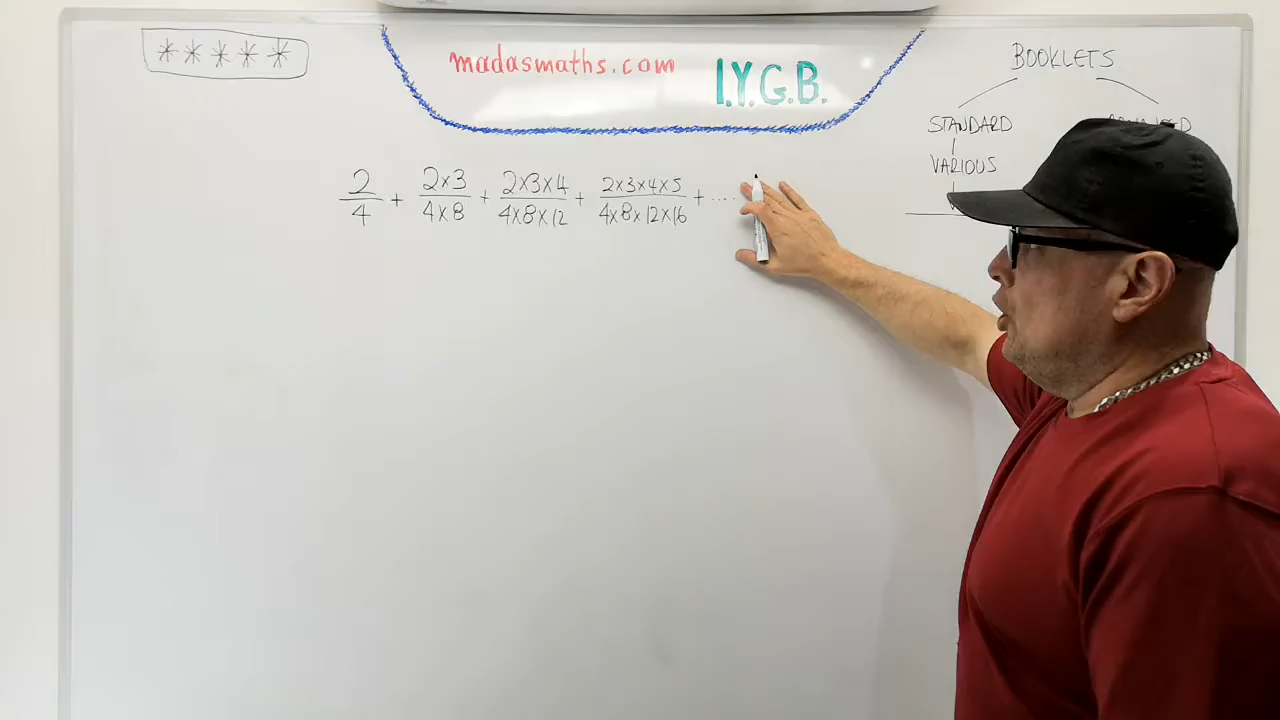 *****
madasmaths.com
I.Y.G.B.
BOOKLETS
STANDARD
VARIOUS
2/4 + 2×3/4×8 + 2×3×4/4×8×12 + 2×3×4×5/4×8×12×16 + ....